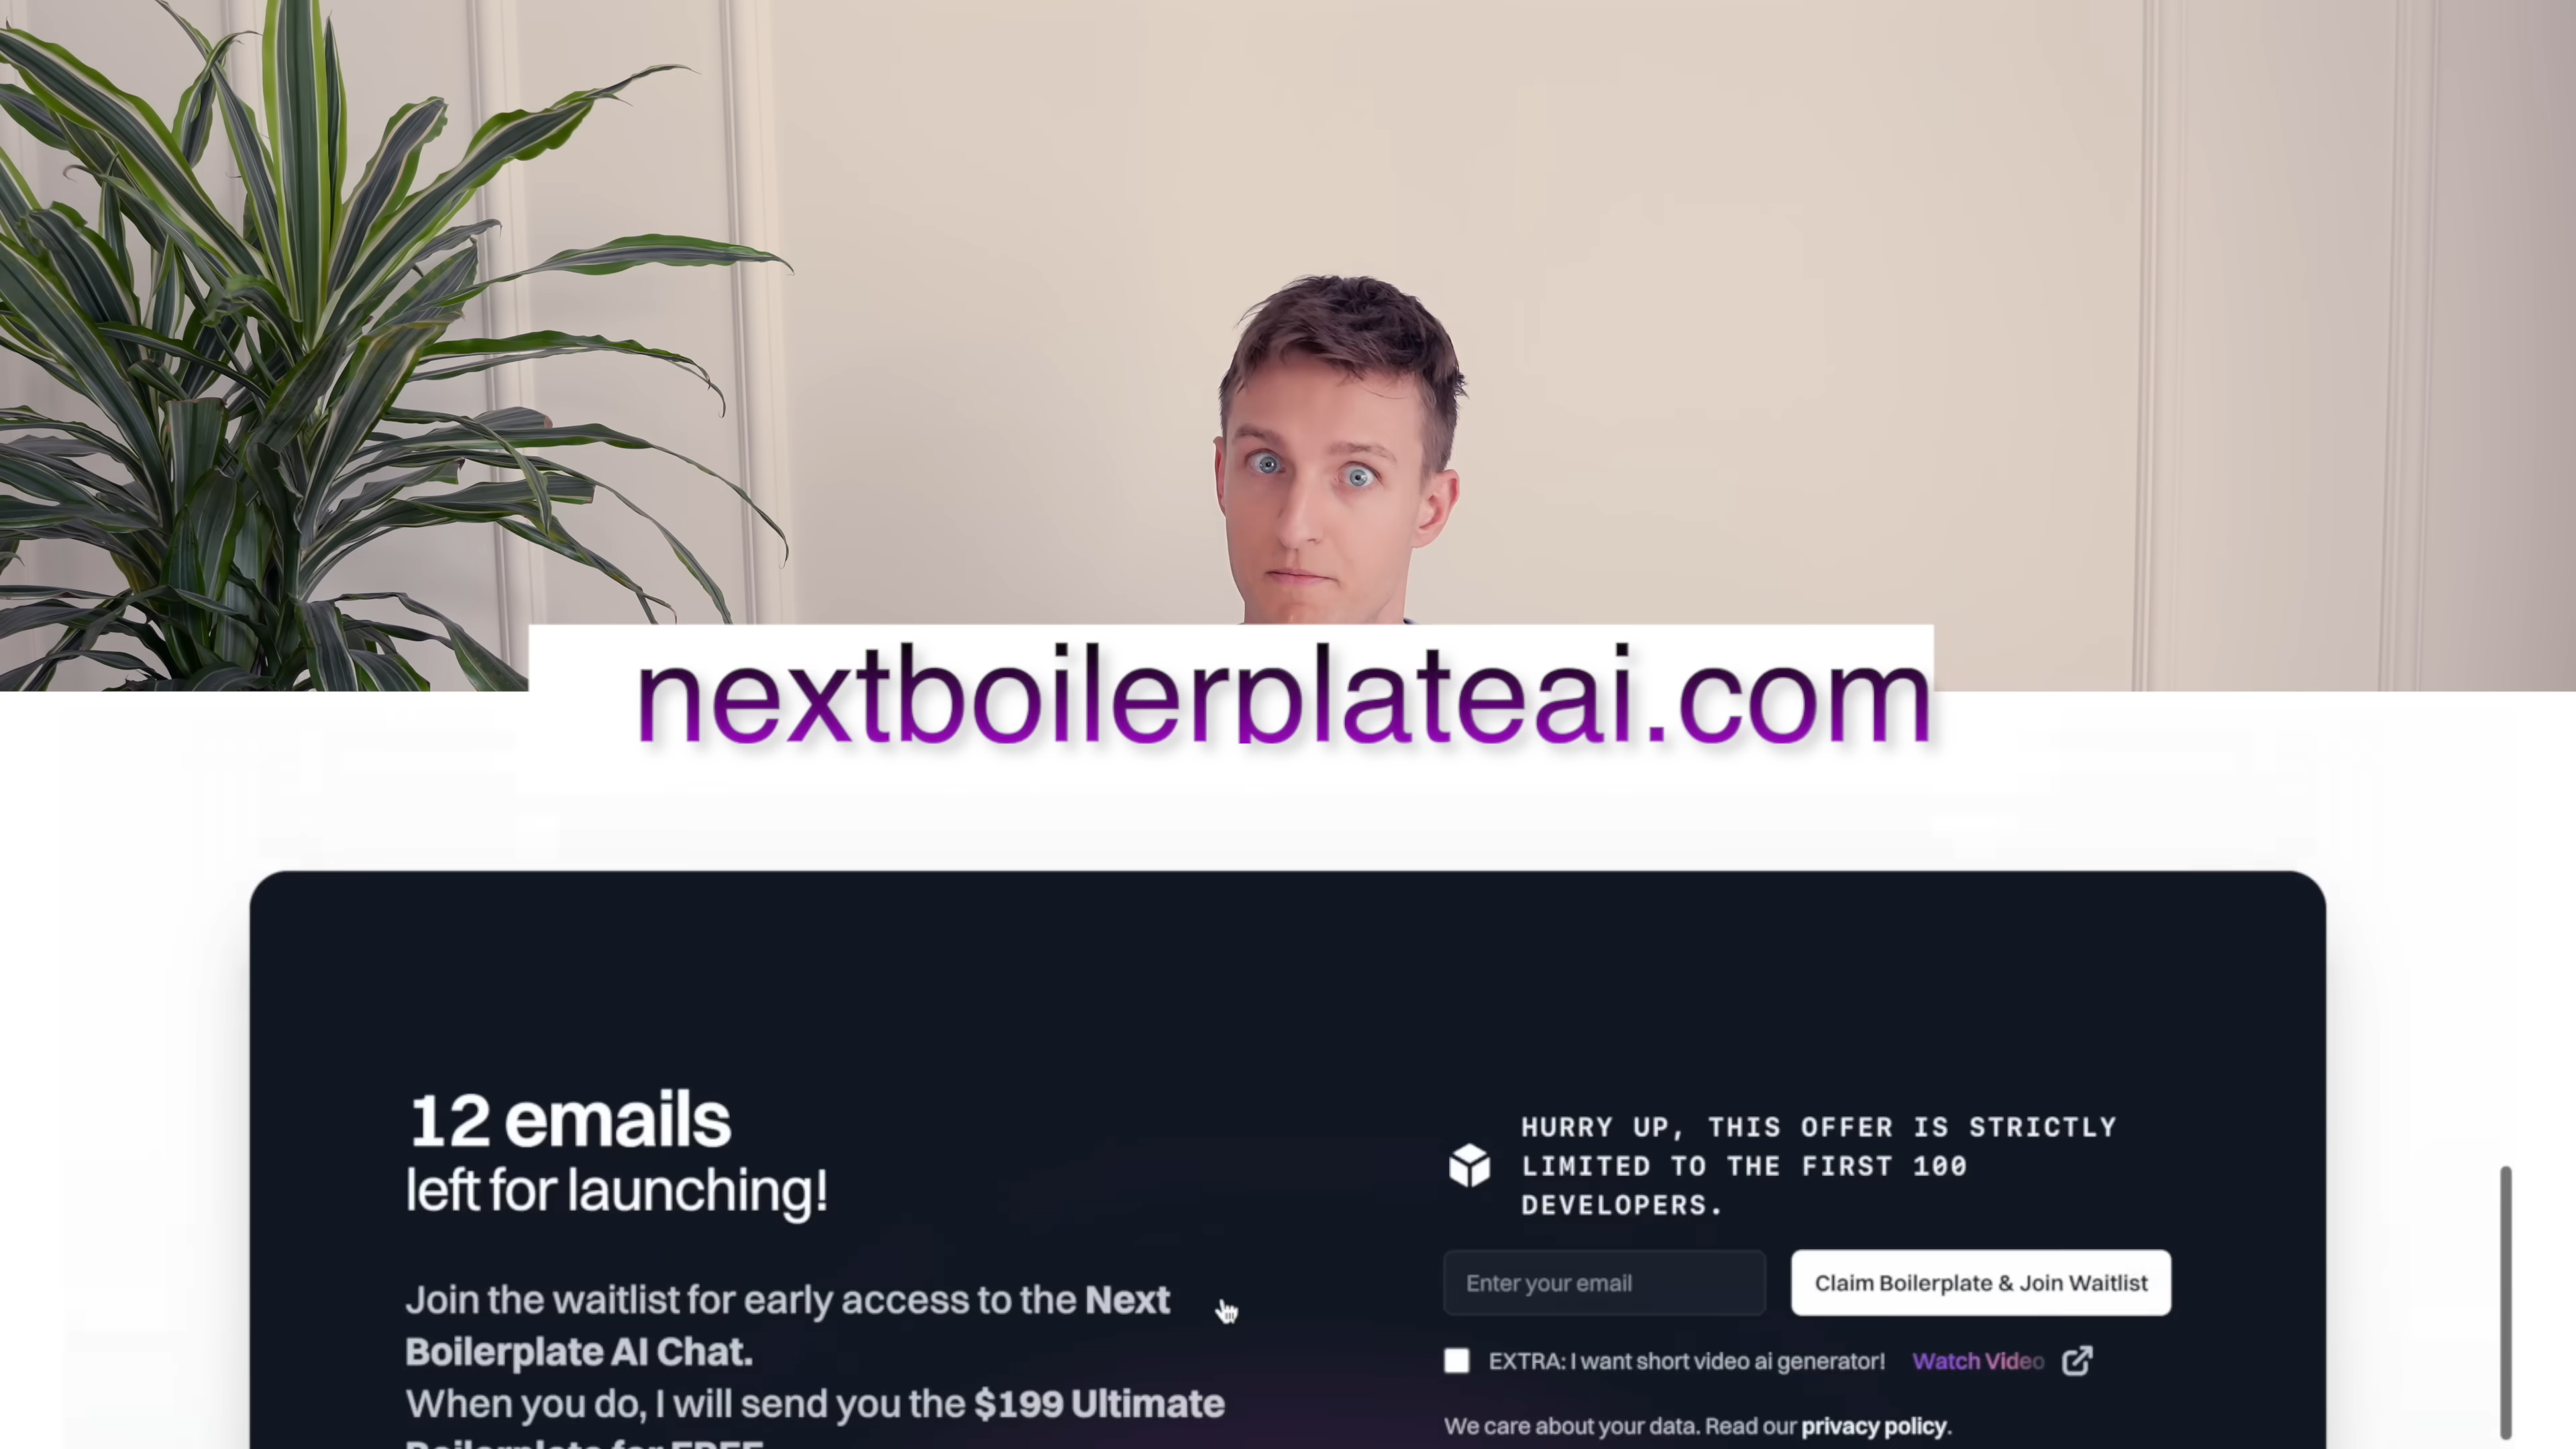 nextboilerplateai.com
12 emails
left for launching!
Join the waitlist for early access to the Next
Boilerplate AI Chat.
When you do, I will send you the $199 Ultimate
Boilerplate for FREE
HURRY UP, THIS OFFER IS STRICTLY
LIMITED TO THE FIRST 100
DEVELOPERS.
Enter your email
Claim Boilerplate & Join Waitlist
EXTRA: I want short video ai generator! Watch Video
We care about your data. Read our privacy policy.